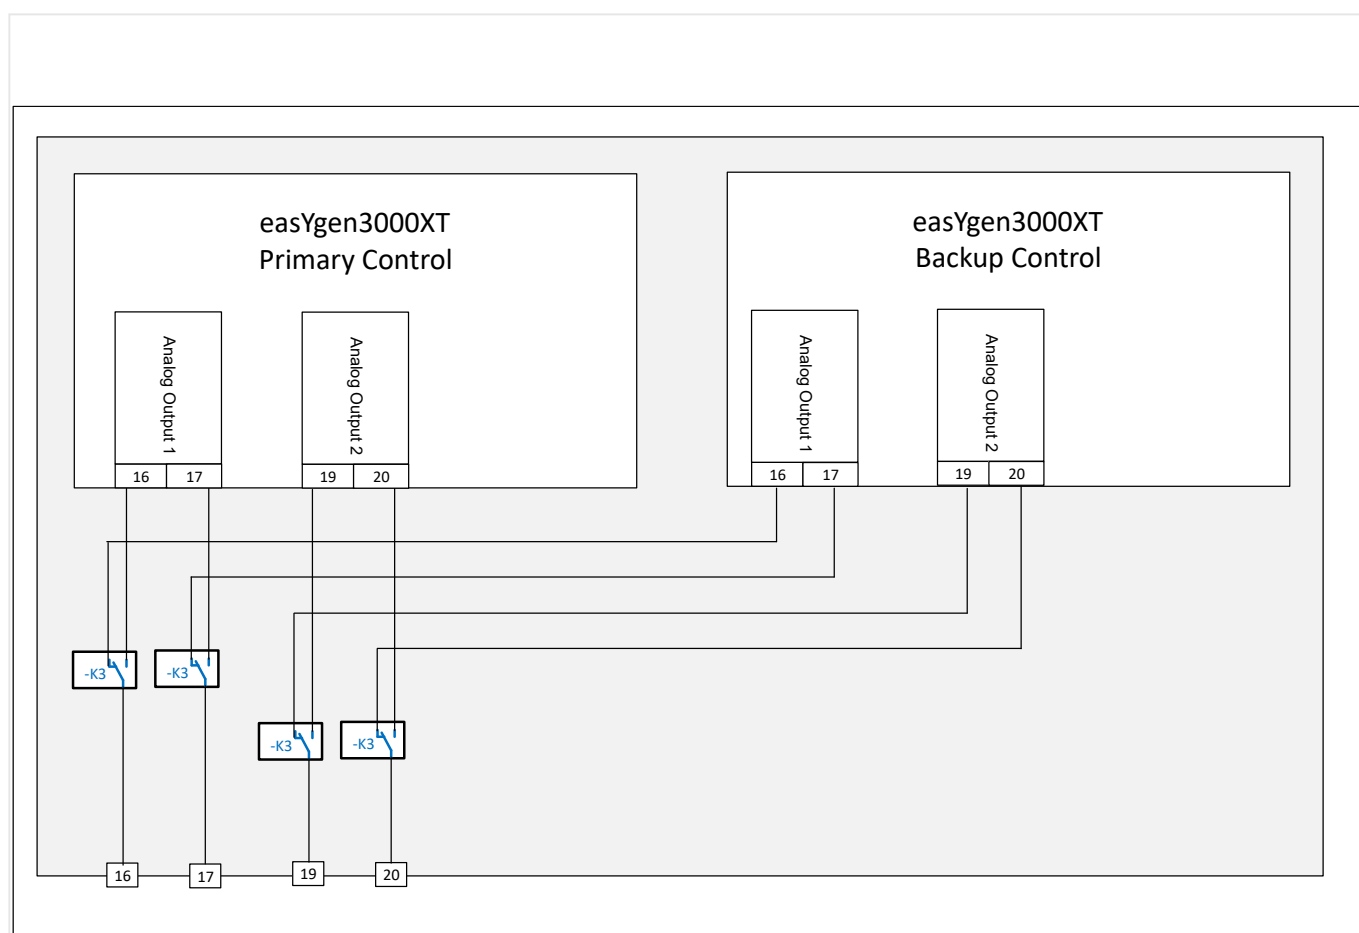 easYgen3000XT
Primary Control
easYgen3000XT
Backup Control
Analog Output 1
Analog Output 2
Analog Output 1
Analog Output 2
16
17
19
20
16
17
19
20
-K3
-K3
-K3
-K3
16
17
19
20